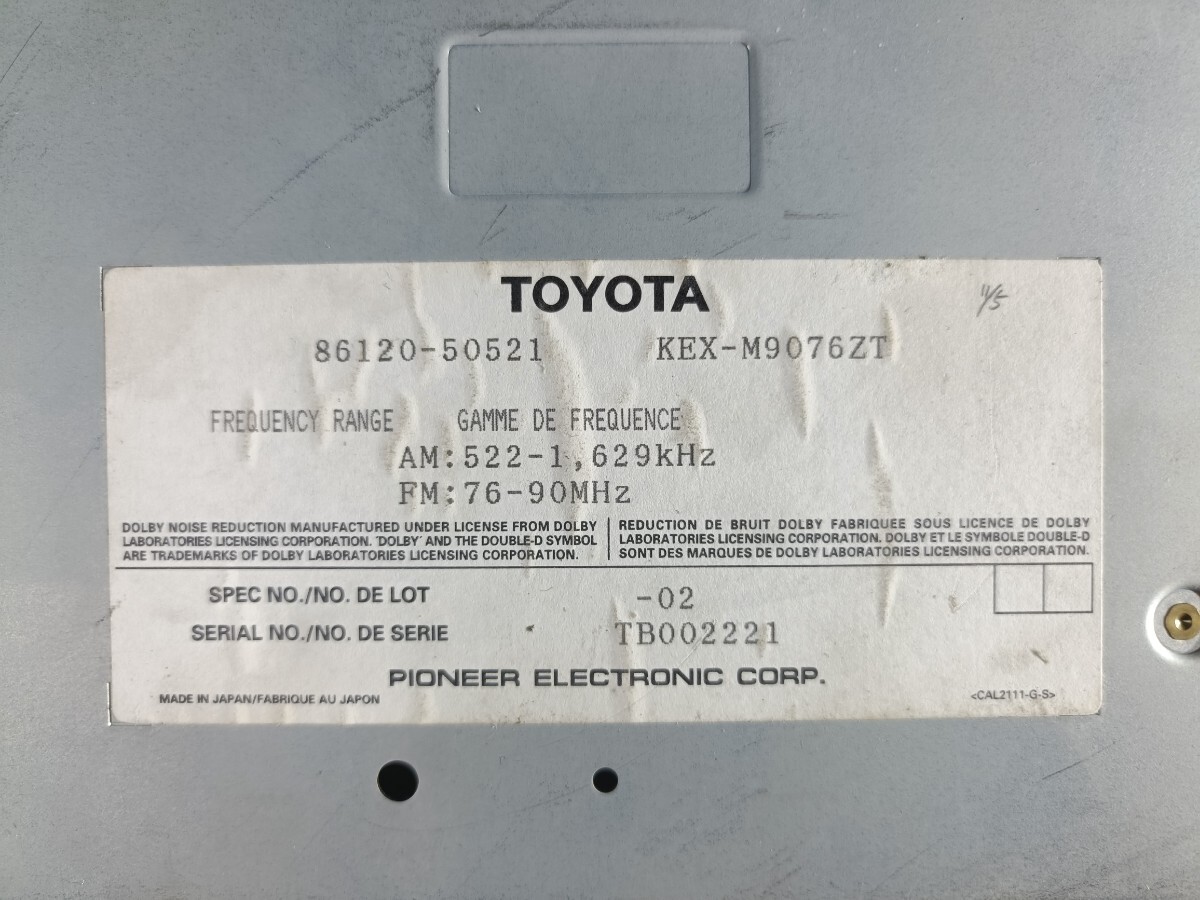 TOYOTA
11/5
86120-50521 KEX-M9076ZT
FREQUENCY RANGE GAMME DE FREQUENCE
AM:522-1,629kHz
FM:76-90MHz
DOLBY NOISE REDUCTION MANUFACTURED UNDER LICENSE FROM DOLBY
LABORATORIES LICENSING CORPORATION. "DOLBY" AND THE DOUBLE-D SYMBOL
ARE TRADEMARKS OF DOLBY LABORATORIES LICENSING CORPORATION.
REDUCTION DE BRUIT DOLBY FABRIQUEE SOUS LICENCE DE DOLBY
LABORATORIES LICENSING CORPORATION. DOLBY ET LE SYMBOLE DOUBLE-D
SONT DES MARQUES DE DOLBY LABORATORIES LICENSING CORPORATION.
SPEC NO./NO. DE LOT -02
SERIAL NO./NO. DE SERIE TB002221
PIONEER ELECTRONIC CORP.
MADE IN JAPAN/FABRIQUE AU JAPON <CAL2111-G-S>